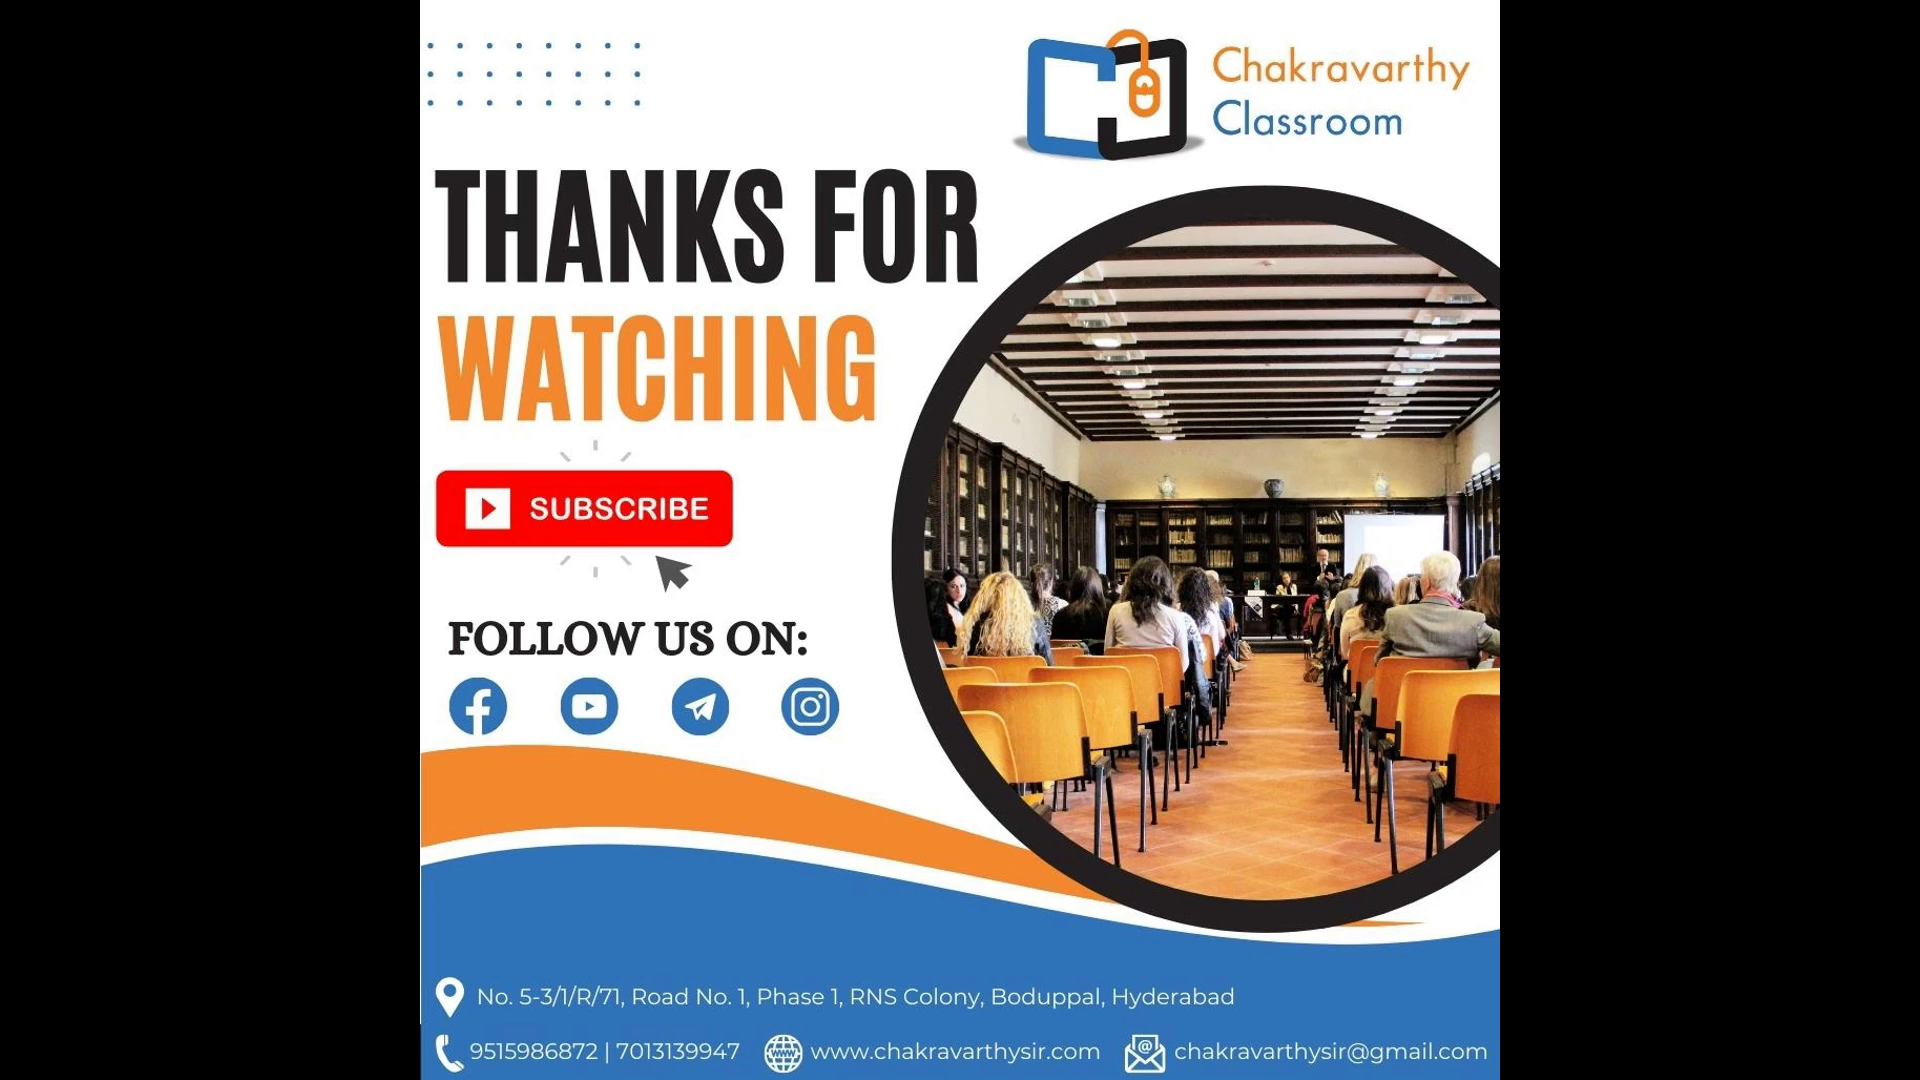 Chakravarthy
Classroom
THANKS FOR
WATCHING
SUBSCRIBE
FOLLOW US ON:
No. 5-3/1/R/71, Road No. 1, Phase 1, RNS Colony, Boduppal, Hyderabad
9515986872 | 7013139947
www.chakravarthysir.com
chakravarthysir@gmail.com